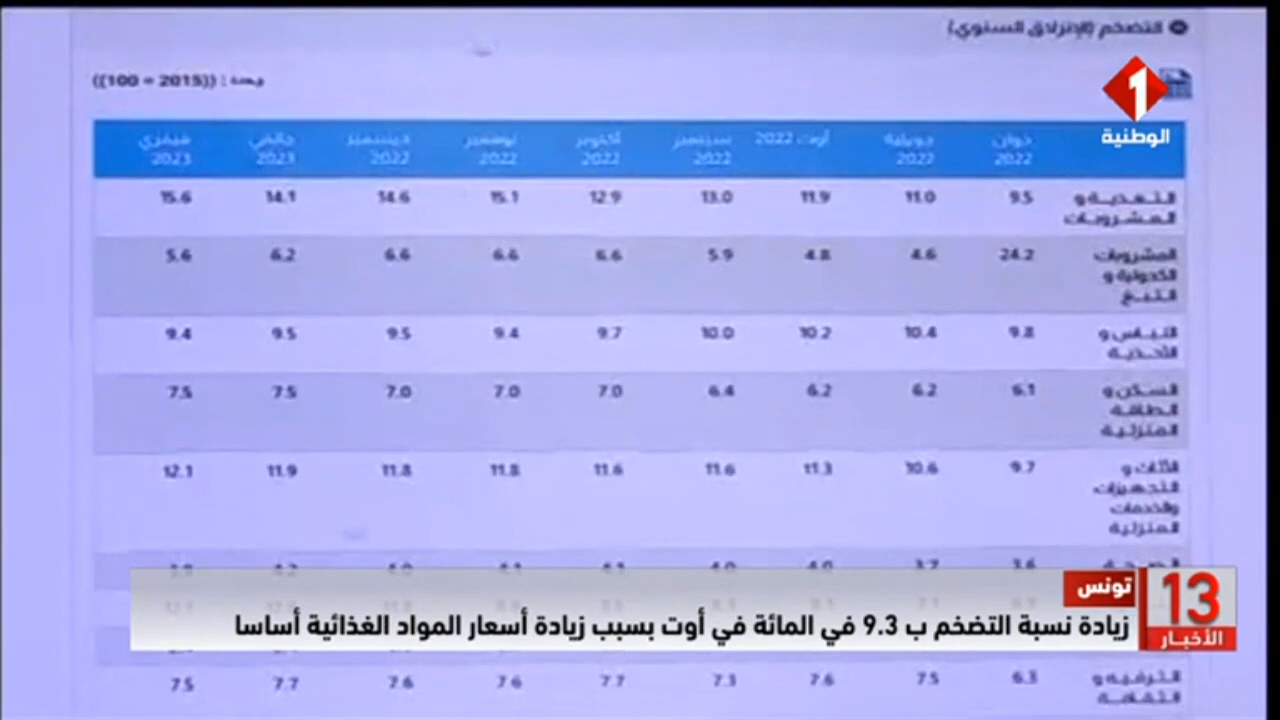 التضخم (الإنزلاق السنوي)
وحدة : ((2015 = 100))
1
الوطنية
جوان 2022 جويلية 2022 أوت 2022 سبتمبر 2022 أكتوبر 2022 نوفمبر 2022 ديسمبر 2022 جانفي 2023 فيفري 2023
التغذية و المشروبات 9.5 11.0 11.9 13.0 12.9 15.1 14.6 14.1 15.6
المشروبات الكحولية و التبغ 24.2 4.6 4.8 5.9 6.6 6.6 6.6 6.2 5.6
اللباس و الأحذية 9.8 10.4 10.2 10.0 9.7 9.4 9.5 9.5 9.4
السكن و الطاقة المنزلية 6.1 6.2 6.2 6.4 7.0 7.0 7.0 7.5 7.5
الأثاث و التجهيزات والخدمات المنزلية 9.7 10.6 11.3 11.6 11.6 11.8 11.8 11.9 12.1
تونس
زيادة نسبة التضخم ب 9.3 في المائة في أوت بسبب زيادة أسعار المواد الغذائية أساسا
13
الأخبار
الترفيه و الثقافة 6.3 7.5 7.6 7.3 7.7 7.6 7.6 7.7 7.5